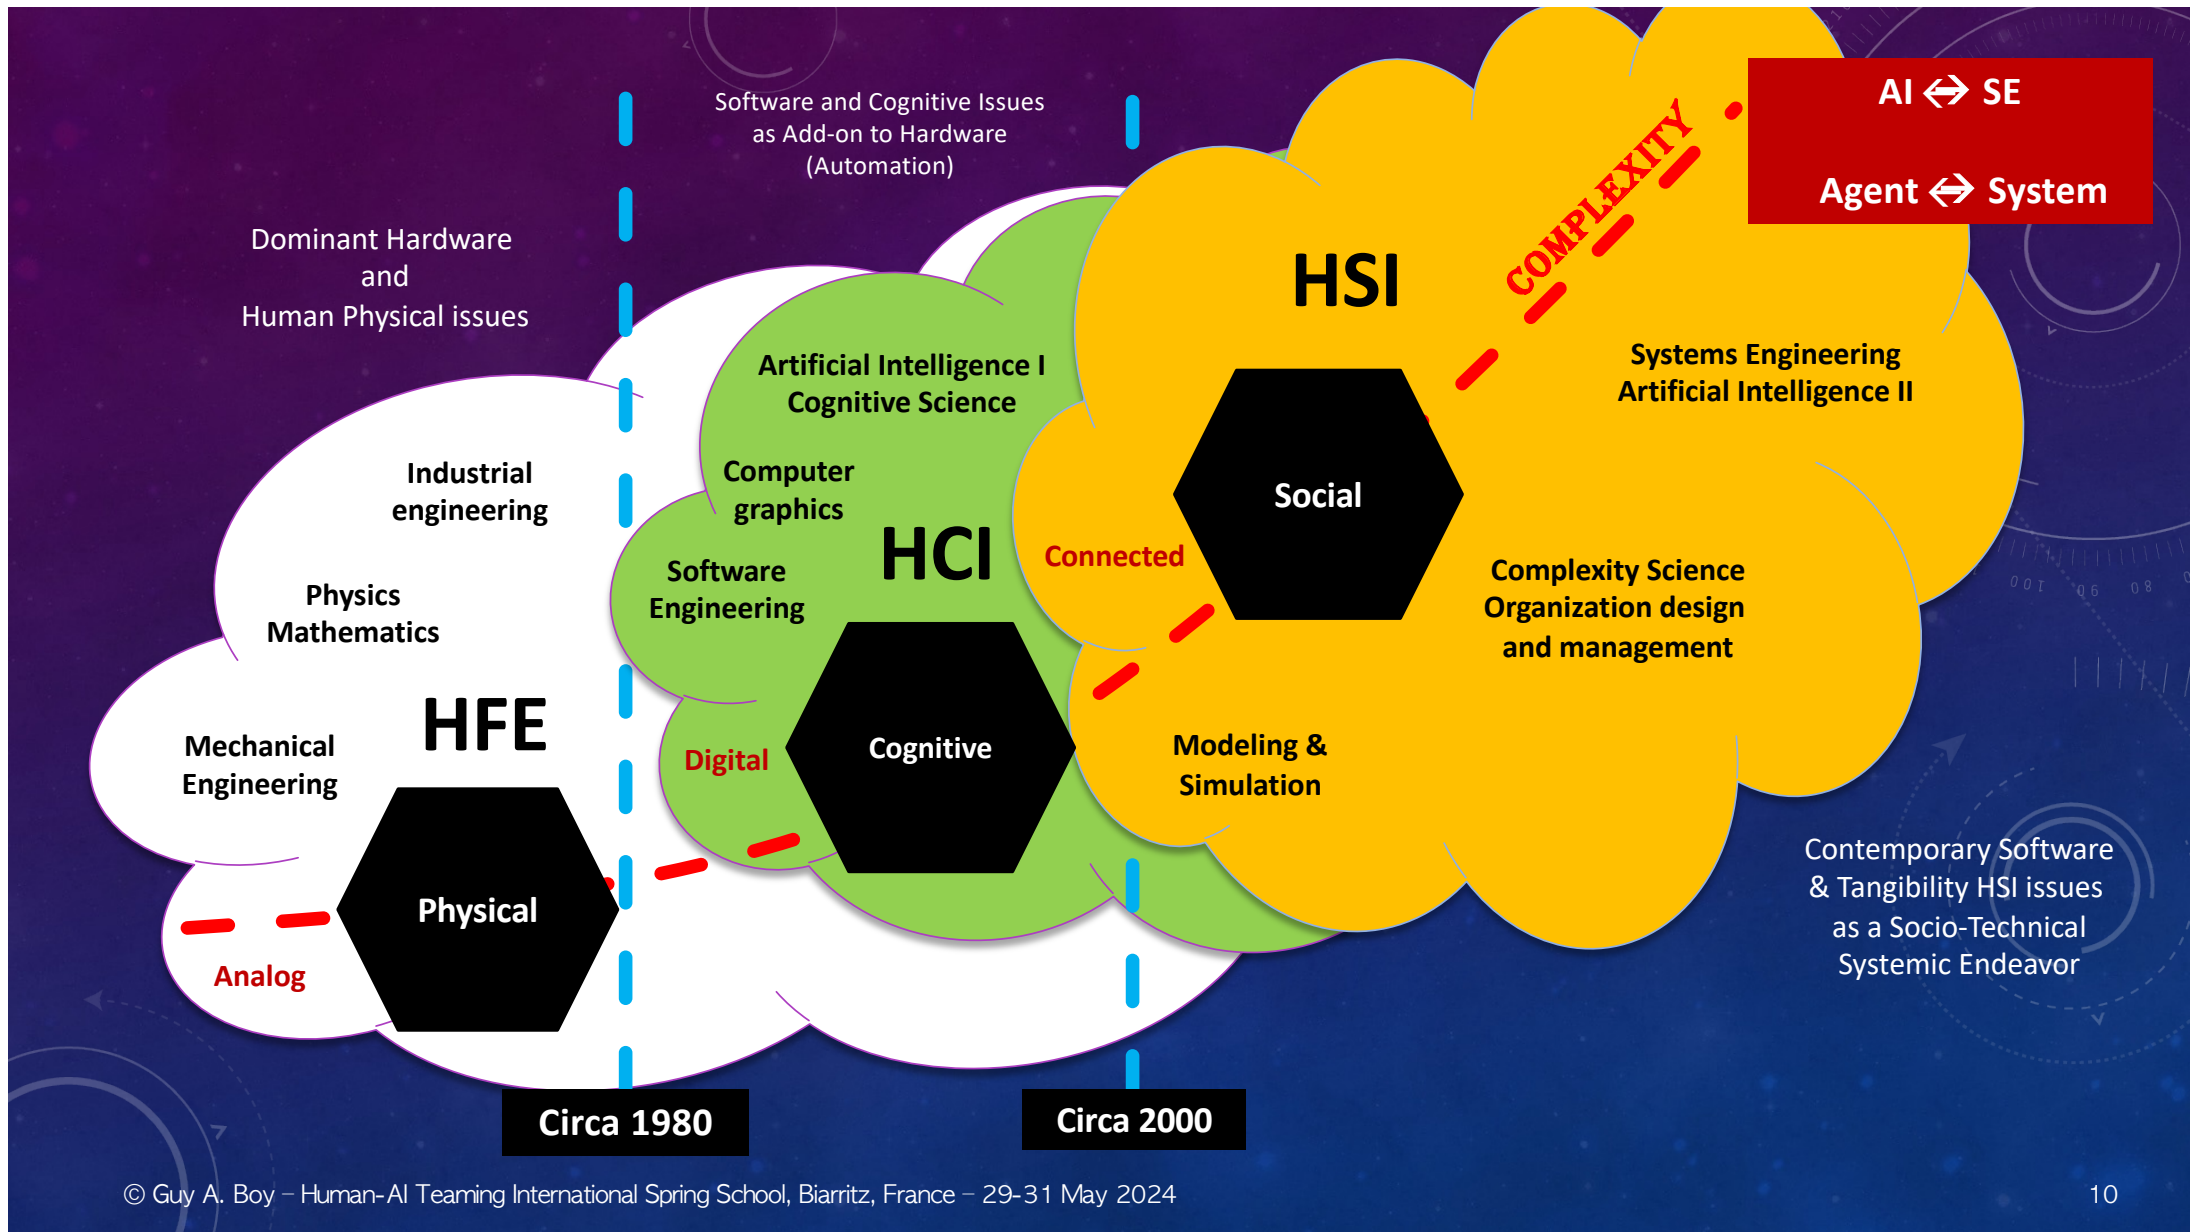 Software and Cognitive Issues
as Add-on to Hardware
(Automation)
Dominant Hardware
and
Human Physical issues
AI ⇔ SE
Agent ⇔ System
COMPLEXITY
HSI
Systems Engineering
Artificial Intelligence II
Social
Connected
Complexity Science
Organization design
and management
Modeling &
Simulation
Artificial Intelligence I
Cognitive Science
Computer
graphics
HCI
Software
Engineering
Digital
Cognitive
Industrial
engineering
Physics
Mathematics
HFE
Mechanical
Engineering
Physical
Analog
Contemporary Software
& Tangibility HSI issues
as a Socio-Technical
Systemic Endeavor
100 90 80
Circa 1980
Circa 2000
© Guy A. Boy – Human-AI Teaming International Spring School, Biarritz, France – 29-31 May 2024
10